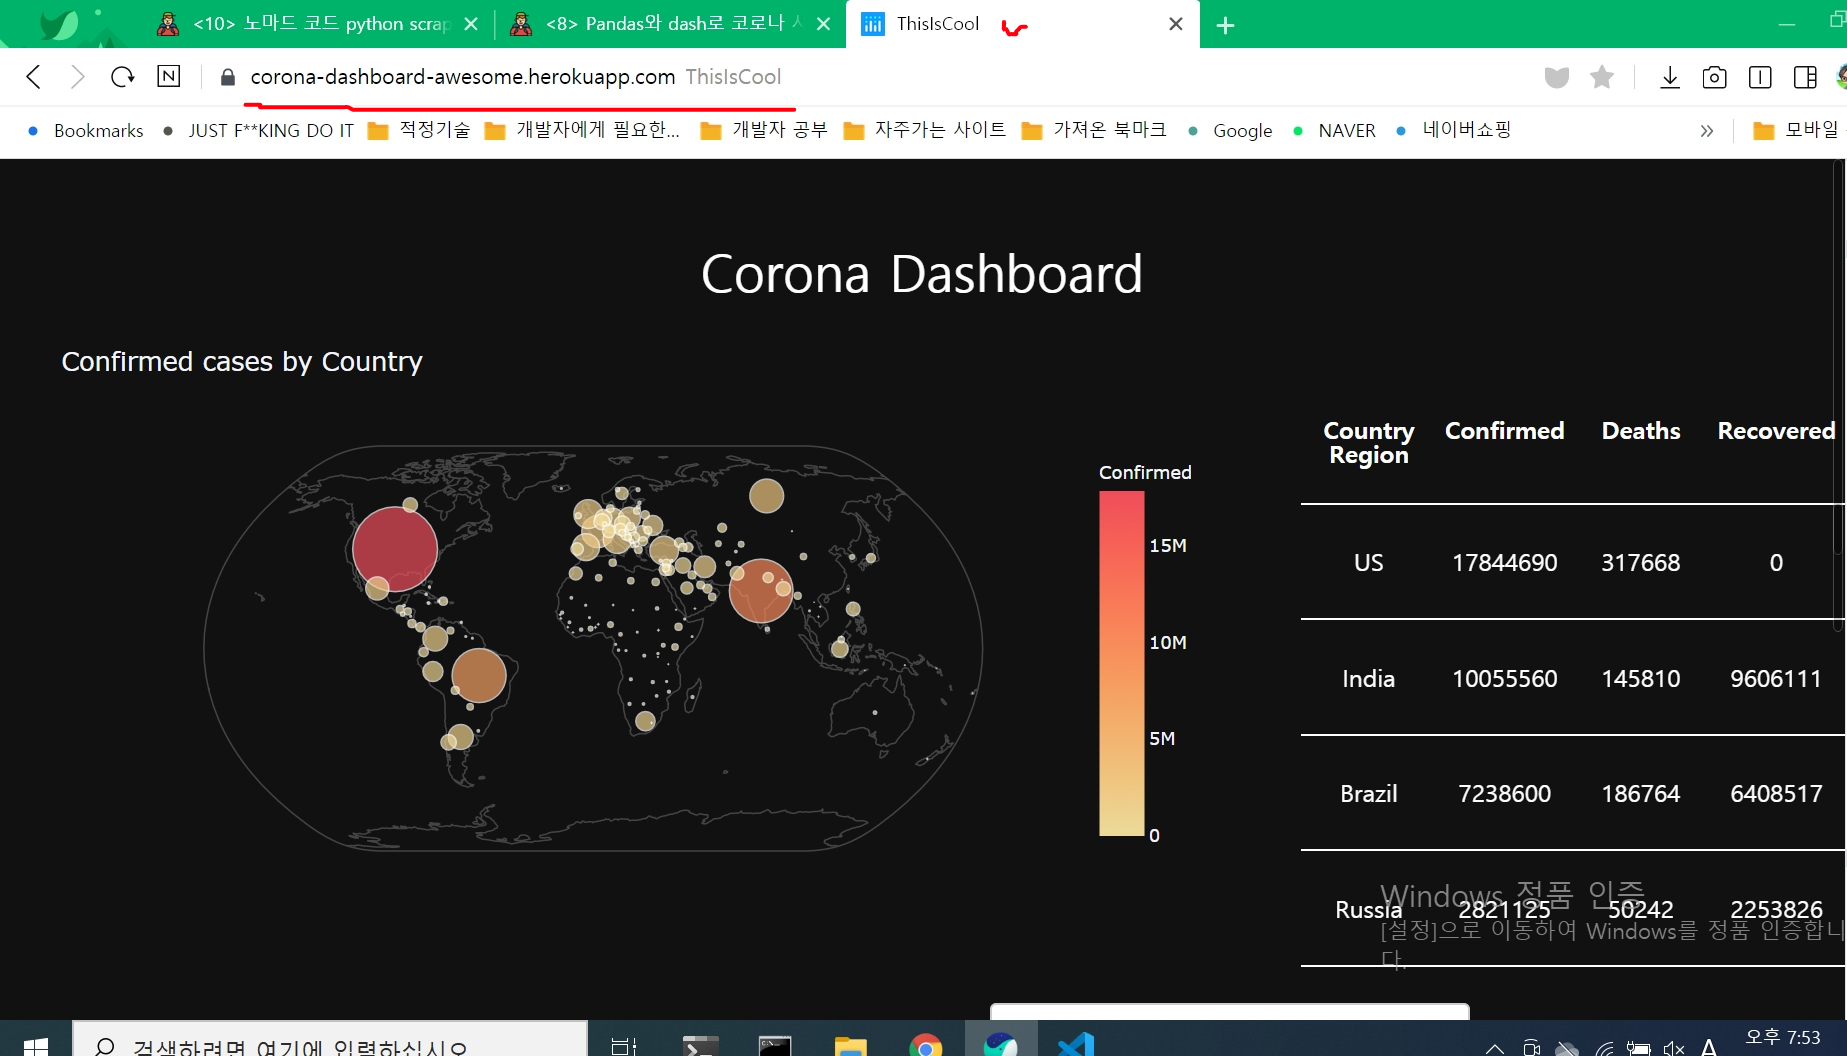 <10> 노마드 코드 python scrap
<8> Pandas와 dash로 코로나
ThisIsCool
N
corona-dashboard-awesome.herokuapp.com ThisIsCool
Bookmarks
JUST F**KING DO IT
적정기술
개발자에게 필요한...
개발자 공부
자주가는 사이트
가져온 북마크
Google
NAVER
네이버쇼핑
»
모바일
Corona Dashboard
Confirmed cases by Country
Confirmed
15M
10M
5M
0
Country Confirmed Deaths Recovered
Region
US 17844690 317668 0
India 10055560 145810 9606111
Brazil 7238600 186764 6408517
Russia 2821125 50242 2253826
Windows 정품 인증
[설정]으로 이동하여 Windows를 정품 인증합니
다.
검색하려면 여기에 입력하십시오
A
오후 7:53